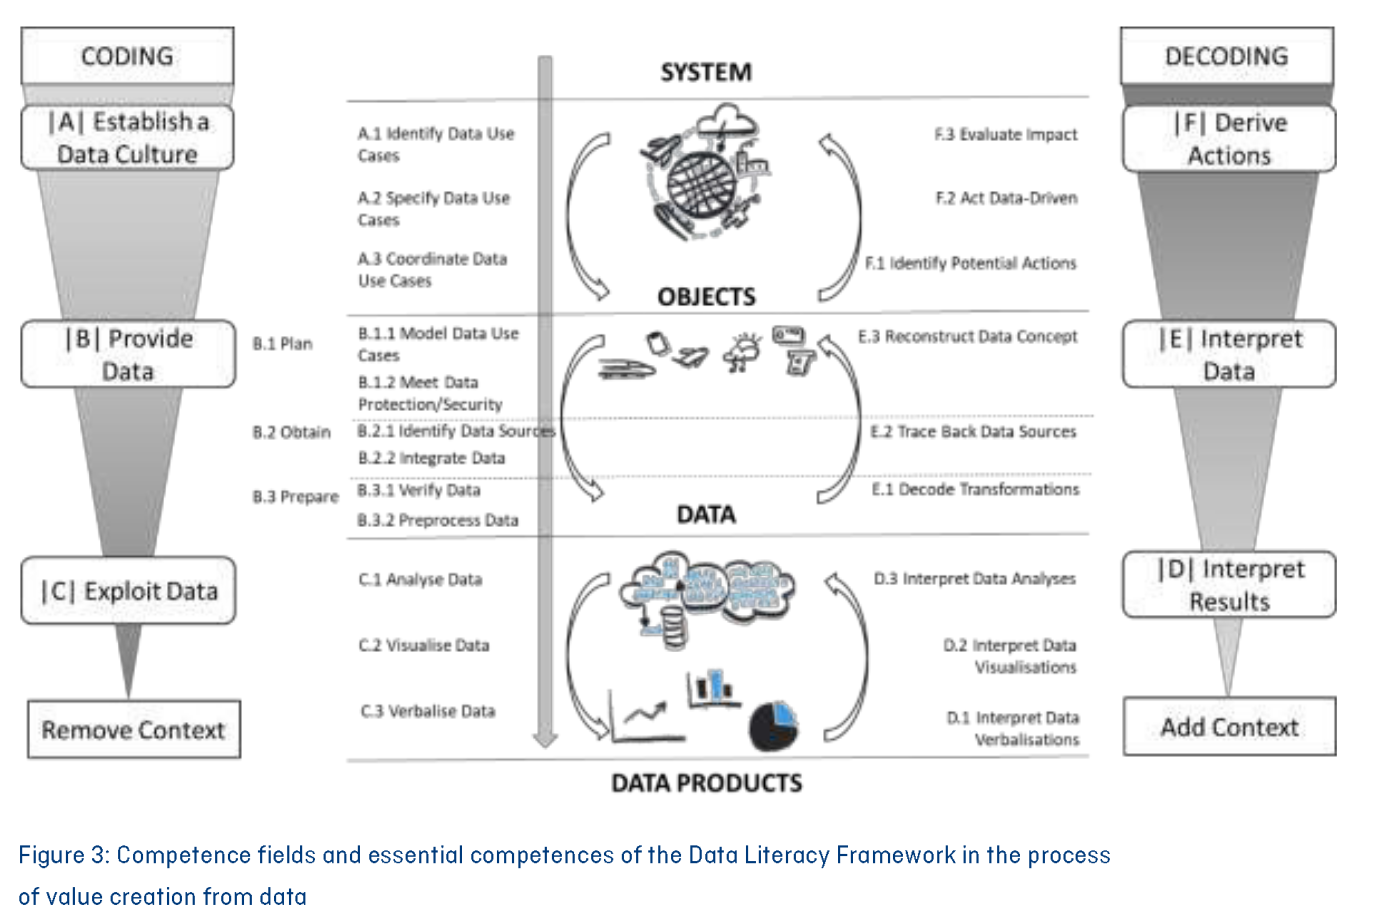 CODING
DECODING
SYSTEM
|A| Establish a
Data Culture
A.1 Identify Data Use
Cases
A.2 Specify Data Use
Cases
A.3 Coordinate Data
Use Cases
F.3 Evaluate Impact
F.2 Act Data-Driven
F.1 Identify Potential Actions
|F| Derive
Actions
OBJECTS
|B| Provide
Data
B.1 Plan
B.1.1 Model Data Use
Cases
B.1.2 Meet Data
Protection/Security
B.2 Obtain
B.2.1 Identify Data Sources
B.2.2 Integrate Data
B.3 Prepare
B.3.1 Verify Data
B.3.2 Preprocess Data
E.3 Reconstruct Data Concept
E.2 Trace Back Data Sources
E.1 Decode Transformations
|E| Interpret
Data
DATA
|C| Exploit Data
C.1 Analyse Data
C.2 Visualise Data
C.3 Verbalise Data
D.3 Interpret Data Analyses
D.2 Interpret Data
Visualisations
D.1 Interpret Data
Verbalisations
|D| Interpret
Results
Remove Context
Add Context
DATA PRODUCTS
Figure 3: Competence fields and essential competences of the Data Literacy Framework in the process
of value creation from data